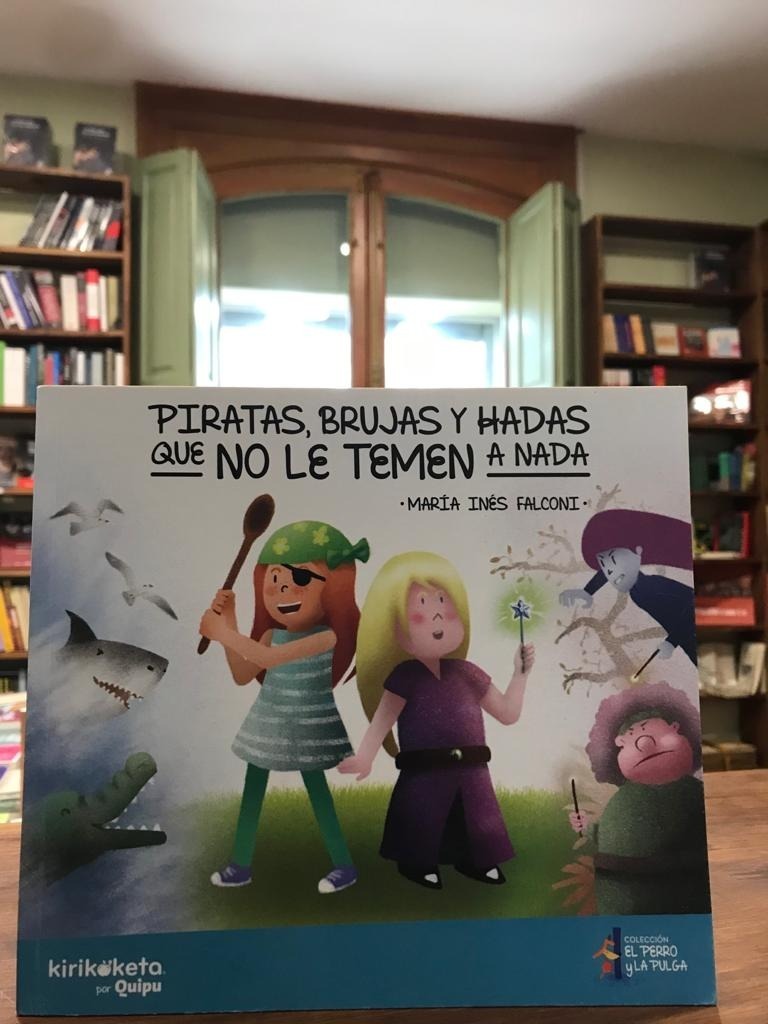 PIRATAS, BRUJAS Y HADAS
QUE NO LE TEMEN A NADA
·MARÍA INÉS FALCONI·
kirikoketa
por Quipu
COLECCIÓN
EL PERRO
y LA PULGA